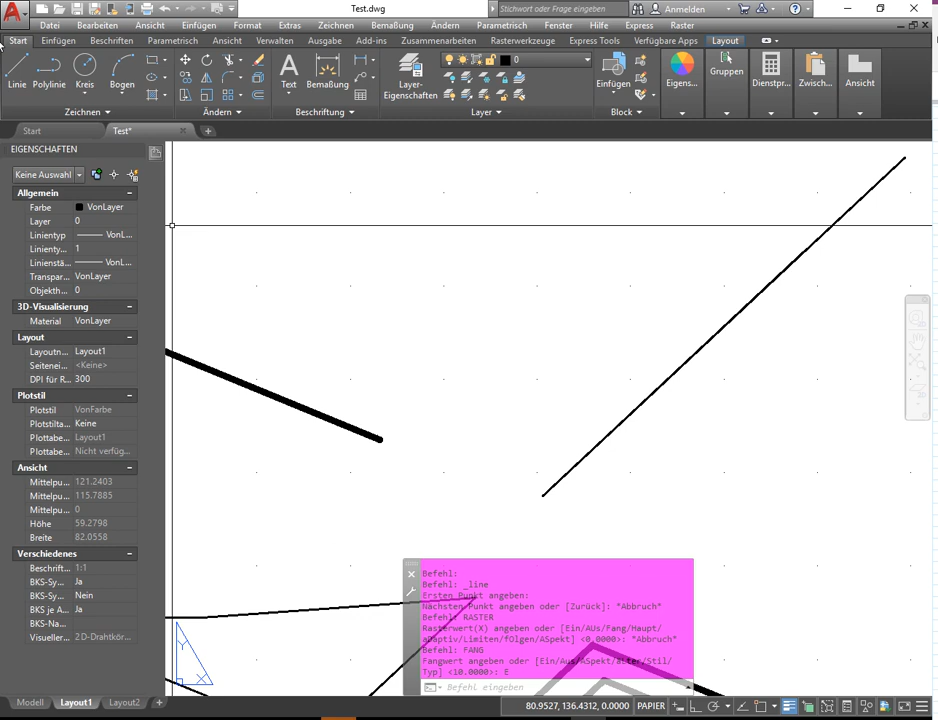 Test.dwg
Stichwort oder Frage eingeben
Anmelden
Datei Bearbeiten Ansicht Einfügen Format Extras Zeichnen Bemaßung Ändern Parametrisch Fenster Hilfe Express Raster
Start Einfügen Beschriften Parametrisch Ansicht Verwalten Ausgabe Add-ins Zusammenarbeiten Rasterwerkzeuge Express Tools Verfügbare Apps Layout
Linie Polylinie Kreis Bogen
Text Bemaßung
Layer-
Eigenschaften
0
Einfügen
Eigens...
Gruppen
Dienstpr...
Zwisch...
Ansicht
Zeichnen Ändern Beschriftung Layer Block
Start
Test*
EIGENSCHAFTEN
Keine Auswahl
Allgemein
Farbe VonLayer
Layer 0
Linientyp VonL...
Linienty... 1
Linienstä... VonL...
Transpar... VonLayer
Objekth... 0
3D-Visualisierung
Material VonLayer
Layout
Layoutn... Layout1
Seitenei... <Keine>
DPI für R... 300
Plotstil
Plotstil VonFarbe
Plotstilta... Keine
Plottabe... Layout1
Plottabe... Nicht verfüg...
Ansicht
Mittelpu... 121.2403
Mittelpu... 115.7885
Mittelpu... 0
Höhe 59.2798
Breite 82.0558
Verschiedenes
Beschrift... 1:1
BKS-Sy... Ja
BKS-Sy... Nein
BKS je A... Ja
BKS-Na...
Visueller... 2D-Drahtkör...
Y
X
Befehl:
Befehl: _line
Ersten Punkt angeben:
Nächsten Punkt angeben oder [Zurück]: *Abbruch*
Befehl: RASTER
Rasterwert(X) angeben oder [Ein/AUs/Fang/Haupt/
aDaptiv/Limiten/fOlgen/ASpekt] <0.0000>: *Abbruch*
Befehl: FANG
Fangwert angeben oder [Ein/Aus/ASpekt/aLter/Stil/
Typ] <10.0000>: E
Befehl eingeben
Modell Layout1 Layout2 +
80.9527, 136.4312, 0.0000 PAPIER